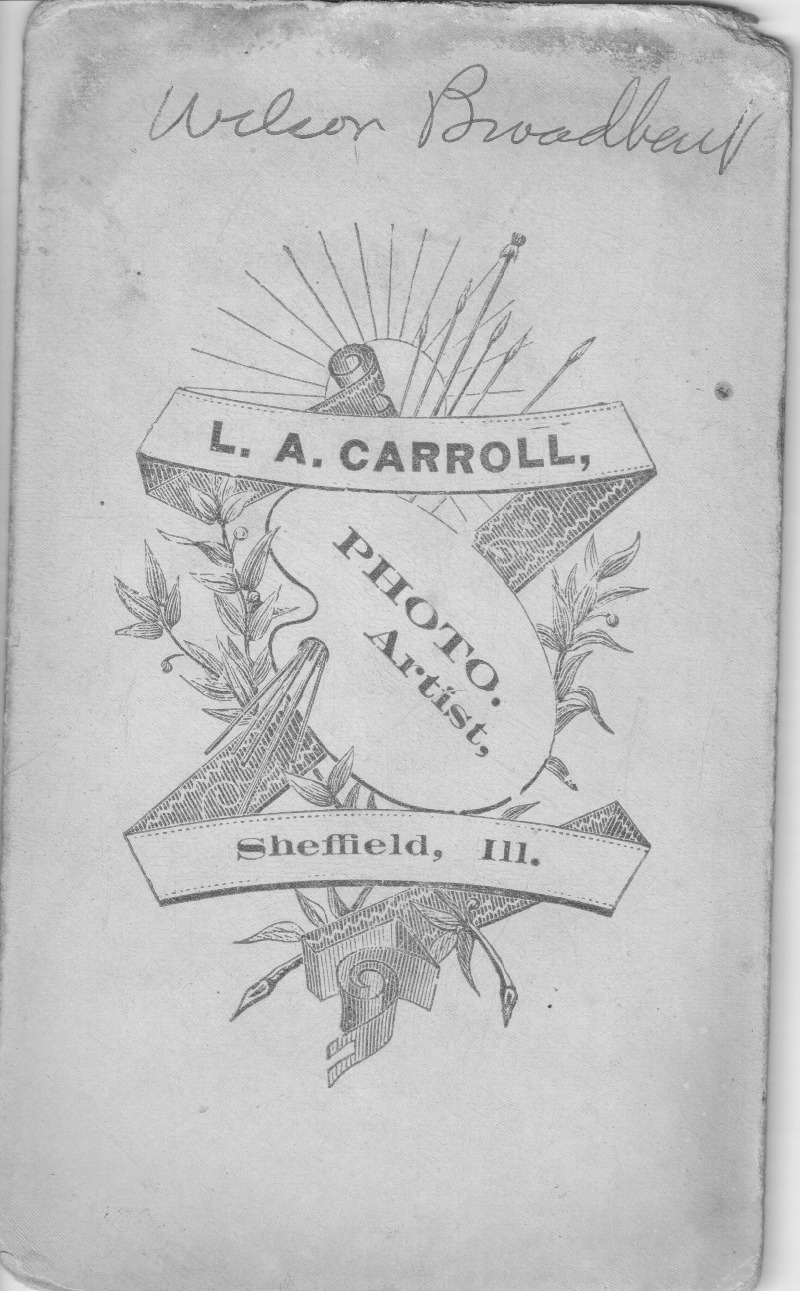 Wilson Broadbent
L. A. CARROLL,
PHOTO.
Artist,
Sheffield, Ill.